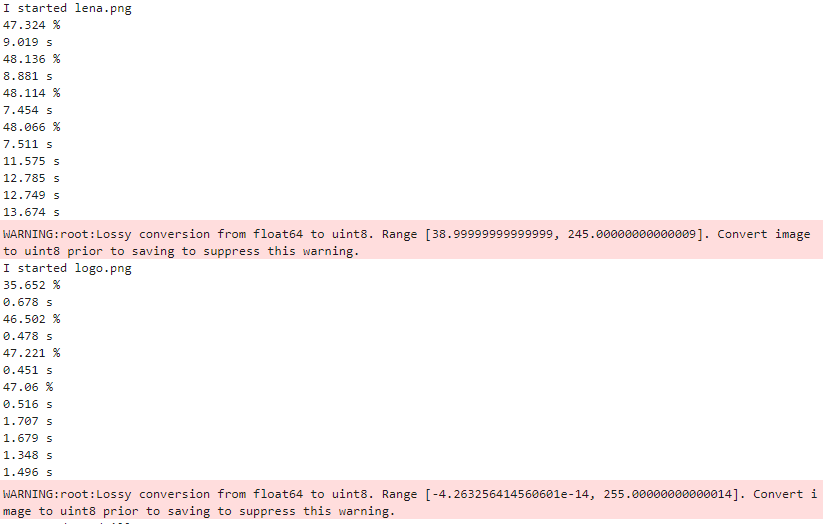 I started lena.png
47.324 %
9.019 s
48.136 %
8.881 s
48.114 %
7.454 s
48.066 %
7.511 s
11.575 s
12.785 s
12.749 s
13.674 s
WARNING:root:Lossy conversion from float64 to uint8. Range [38.99999999999999, 245.00000000000009]. Convert image
to uint8 prior to saving to suppress this warning.
I started logo.png
35.652 %
0.678 s
46.502 %
0.478 s
47.221 %
0.451 s
47.06 %
0.516 s
1.707 s
1.679 s
1.348 s
1.496 s
WARNING:root:Lossy conversion from float64 to uint8. Range [-4.263256414560601e-14, 255.00000000000014]. Convert i
mage to uint8 prior to saving to suppress this warning.